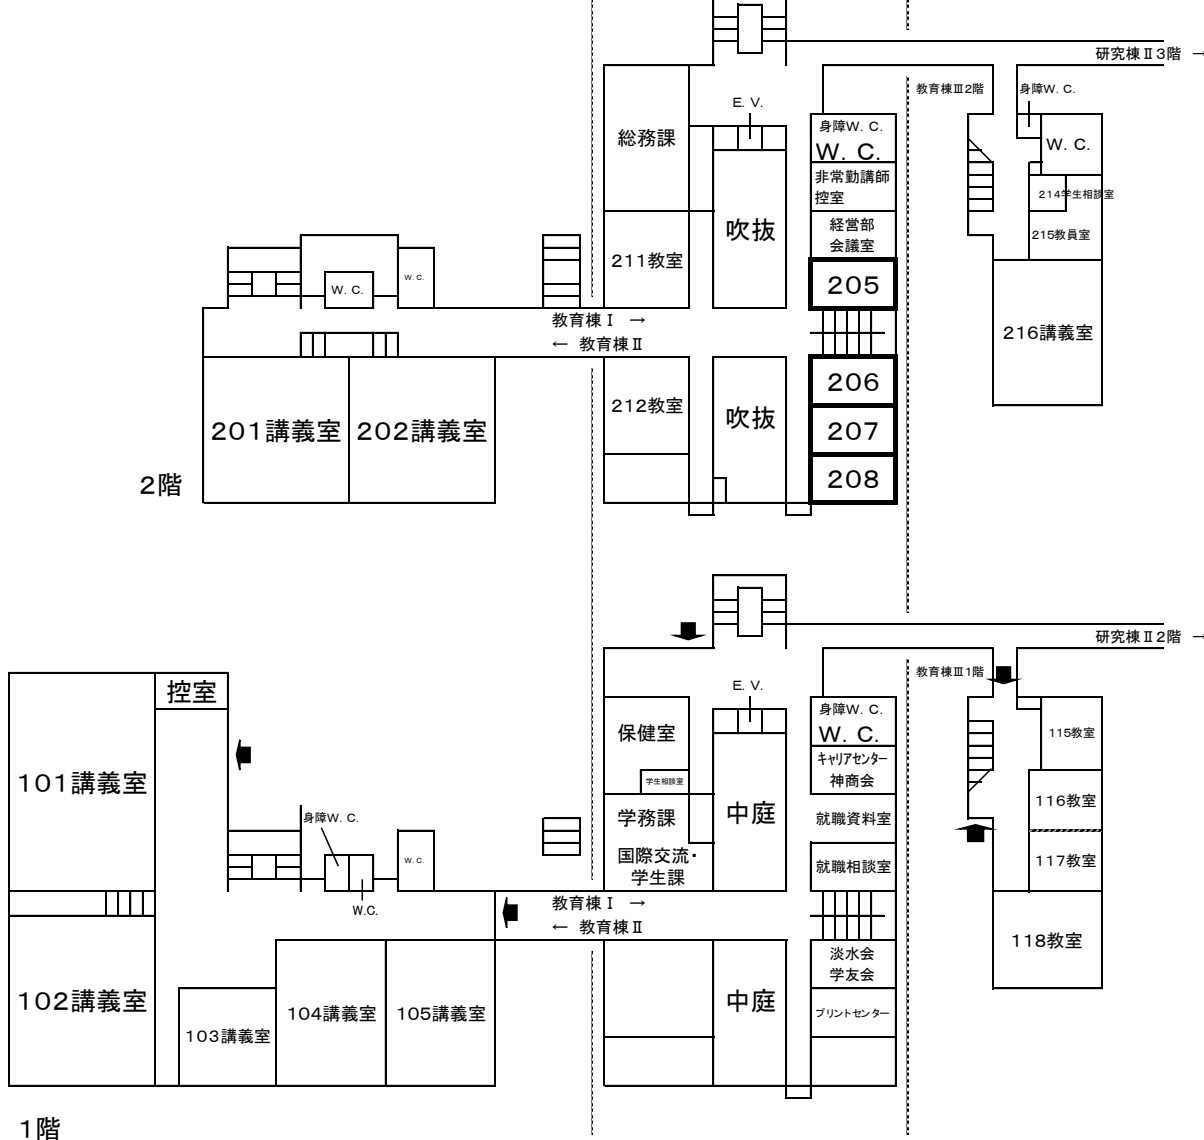 研究棟Ⅱ3階 →
教育棟Ⅲ2階
身障W. C.
E. V.
総務課
身障W. C.
W. C.
W. C.
非常勤講師
控室
214学生相談室
吹抜
経営部
会議室
215教員室
211教室
W. C.
W. C.
205
教育棟Ⅰ →
← 教育棟Ⅱ
216講義室
206
212教室
吹抜
201講義室
202講義室
207
208
2階
研究棟Ⅱ2階 →
教育棟Ⅲ1階
E. V.
控室
身障W. C.
W. C.
保健室
115教室
キャリアセンター
神商会
学生相談室
101講義室
116教室
中庭
学務課
就職資料室
身障W. C.
国際交流・
学生課
W. C.
就職相談室
117教室
W.C.
教育棟Ⅰ →
← 教育棟Ⅱ
118教室
淡水会
学友会
102講義室
中庭
104講義室
105講義室
プリントセンター
103講義室
1階